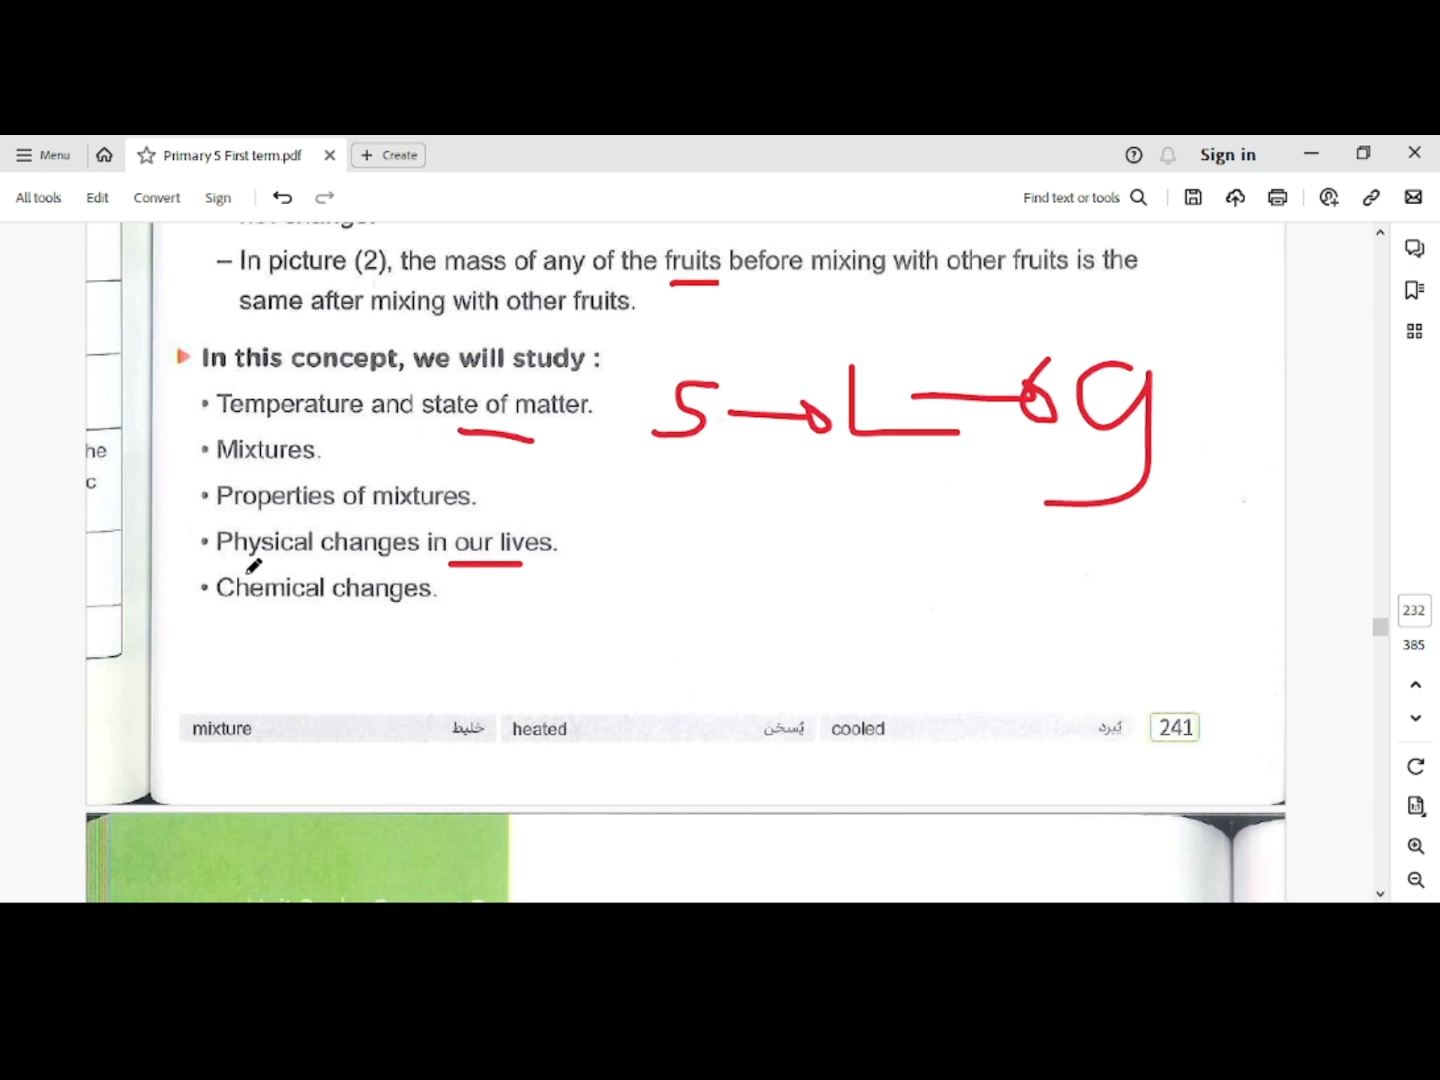 Menu
Primary 5 First term.pdf
Create
Sign in
All tools
Edit
Convert
Sign
Find text or tools
– In picture (2), the mass of any of the fruits before mixing with other fruits is the
same after mixing with other fruits.
In this concept, we will study :
• Temperature and state of matter.
S → L → g
• Mixtures.
• Properties of mixtures.
• Physical changes in our lives.
• Chemical changes.
he
c
232
385
mixture خليط heated يُسخن cooled يُبرد 241